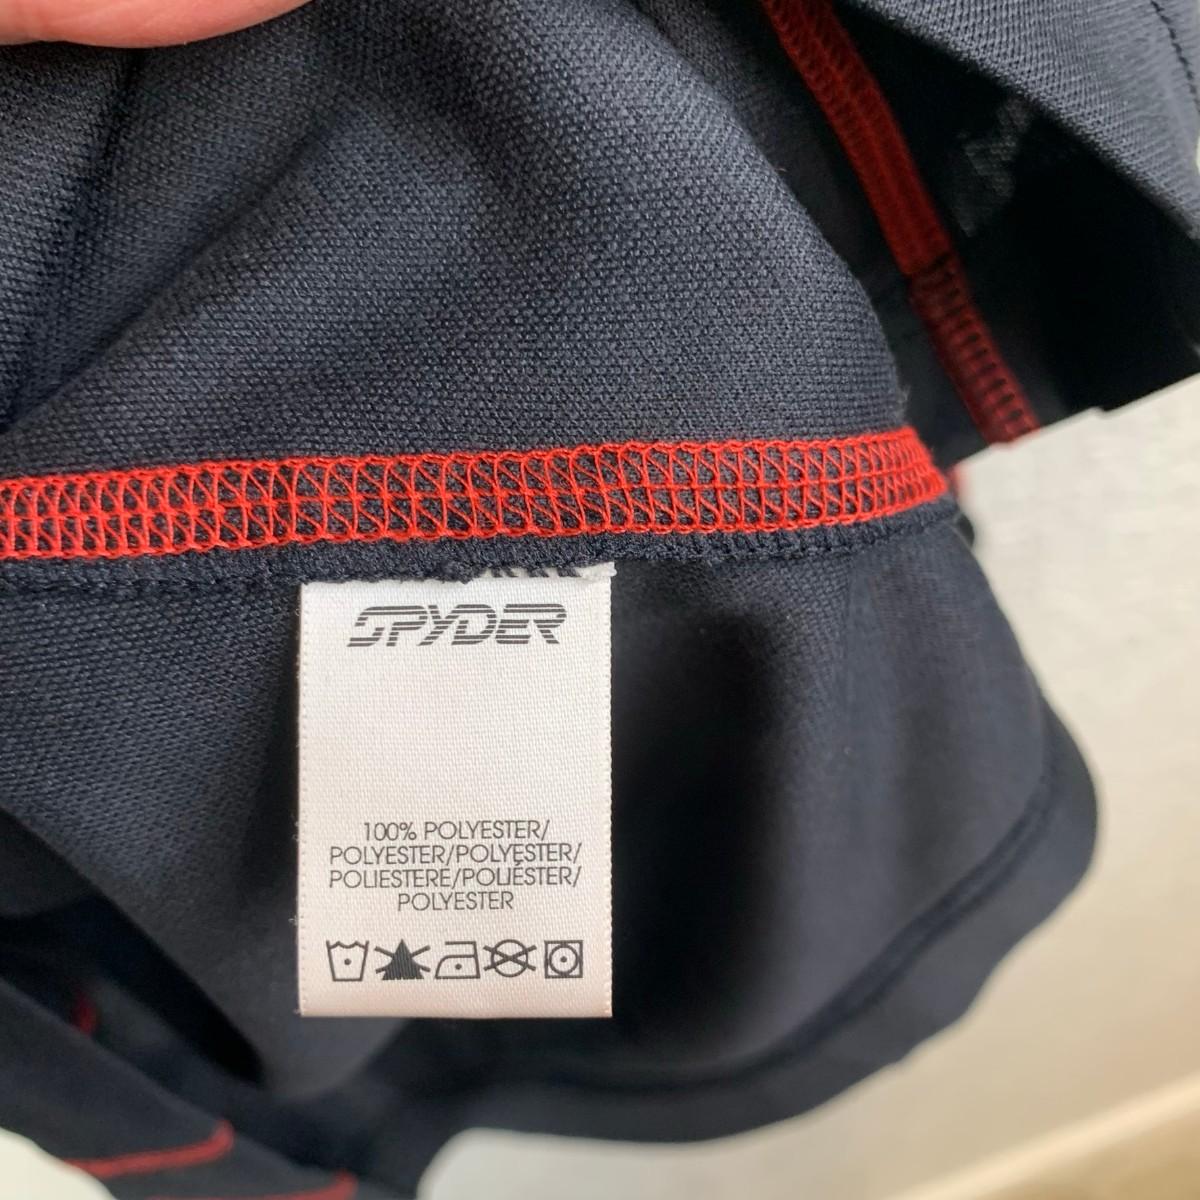 SPYDER
100% POLYESTER/
POLYESTER/POLYESTER/
POLIESTERE/POLIÉSTER/
POLYESTER